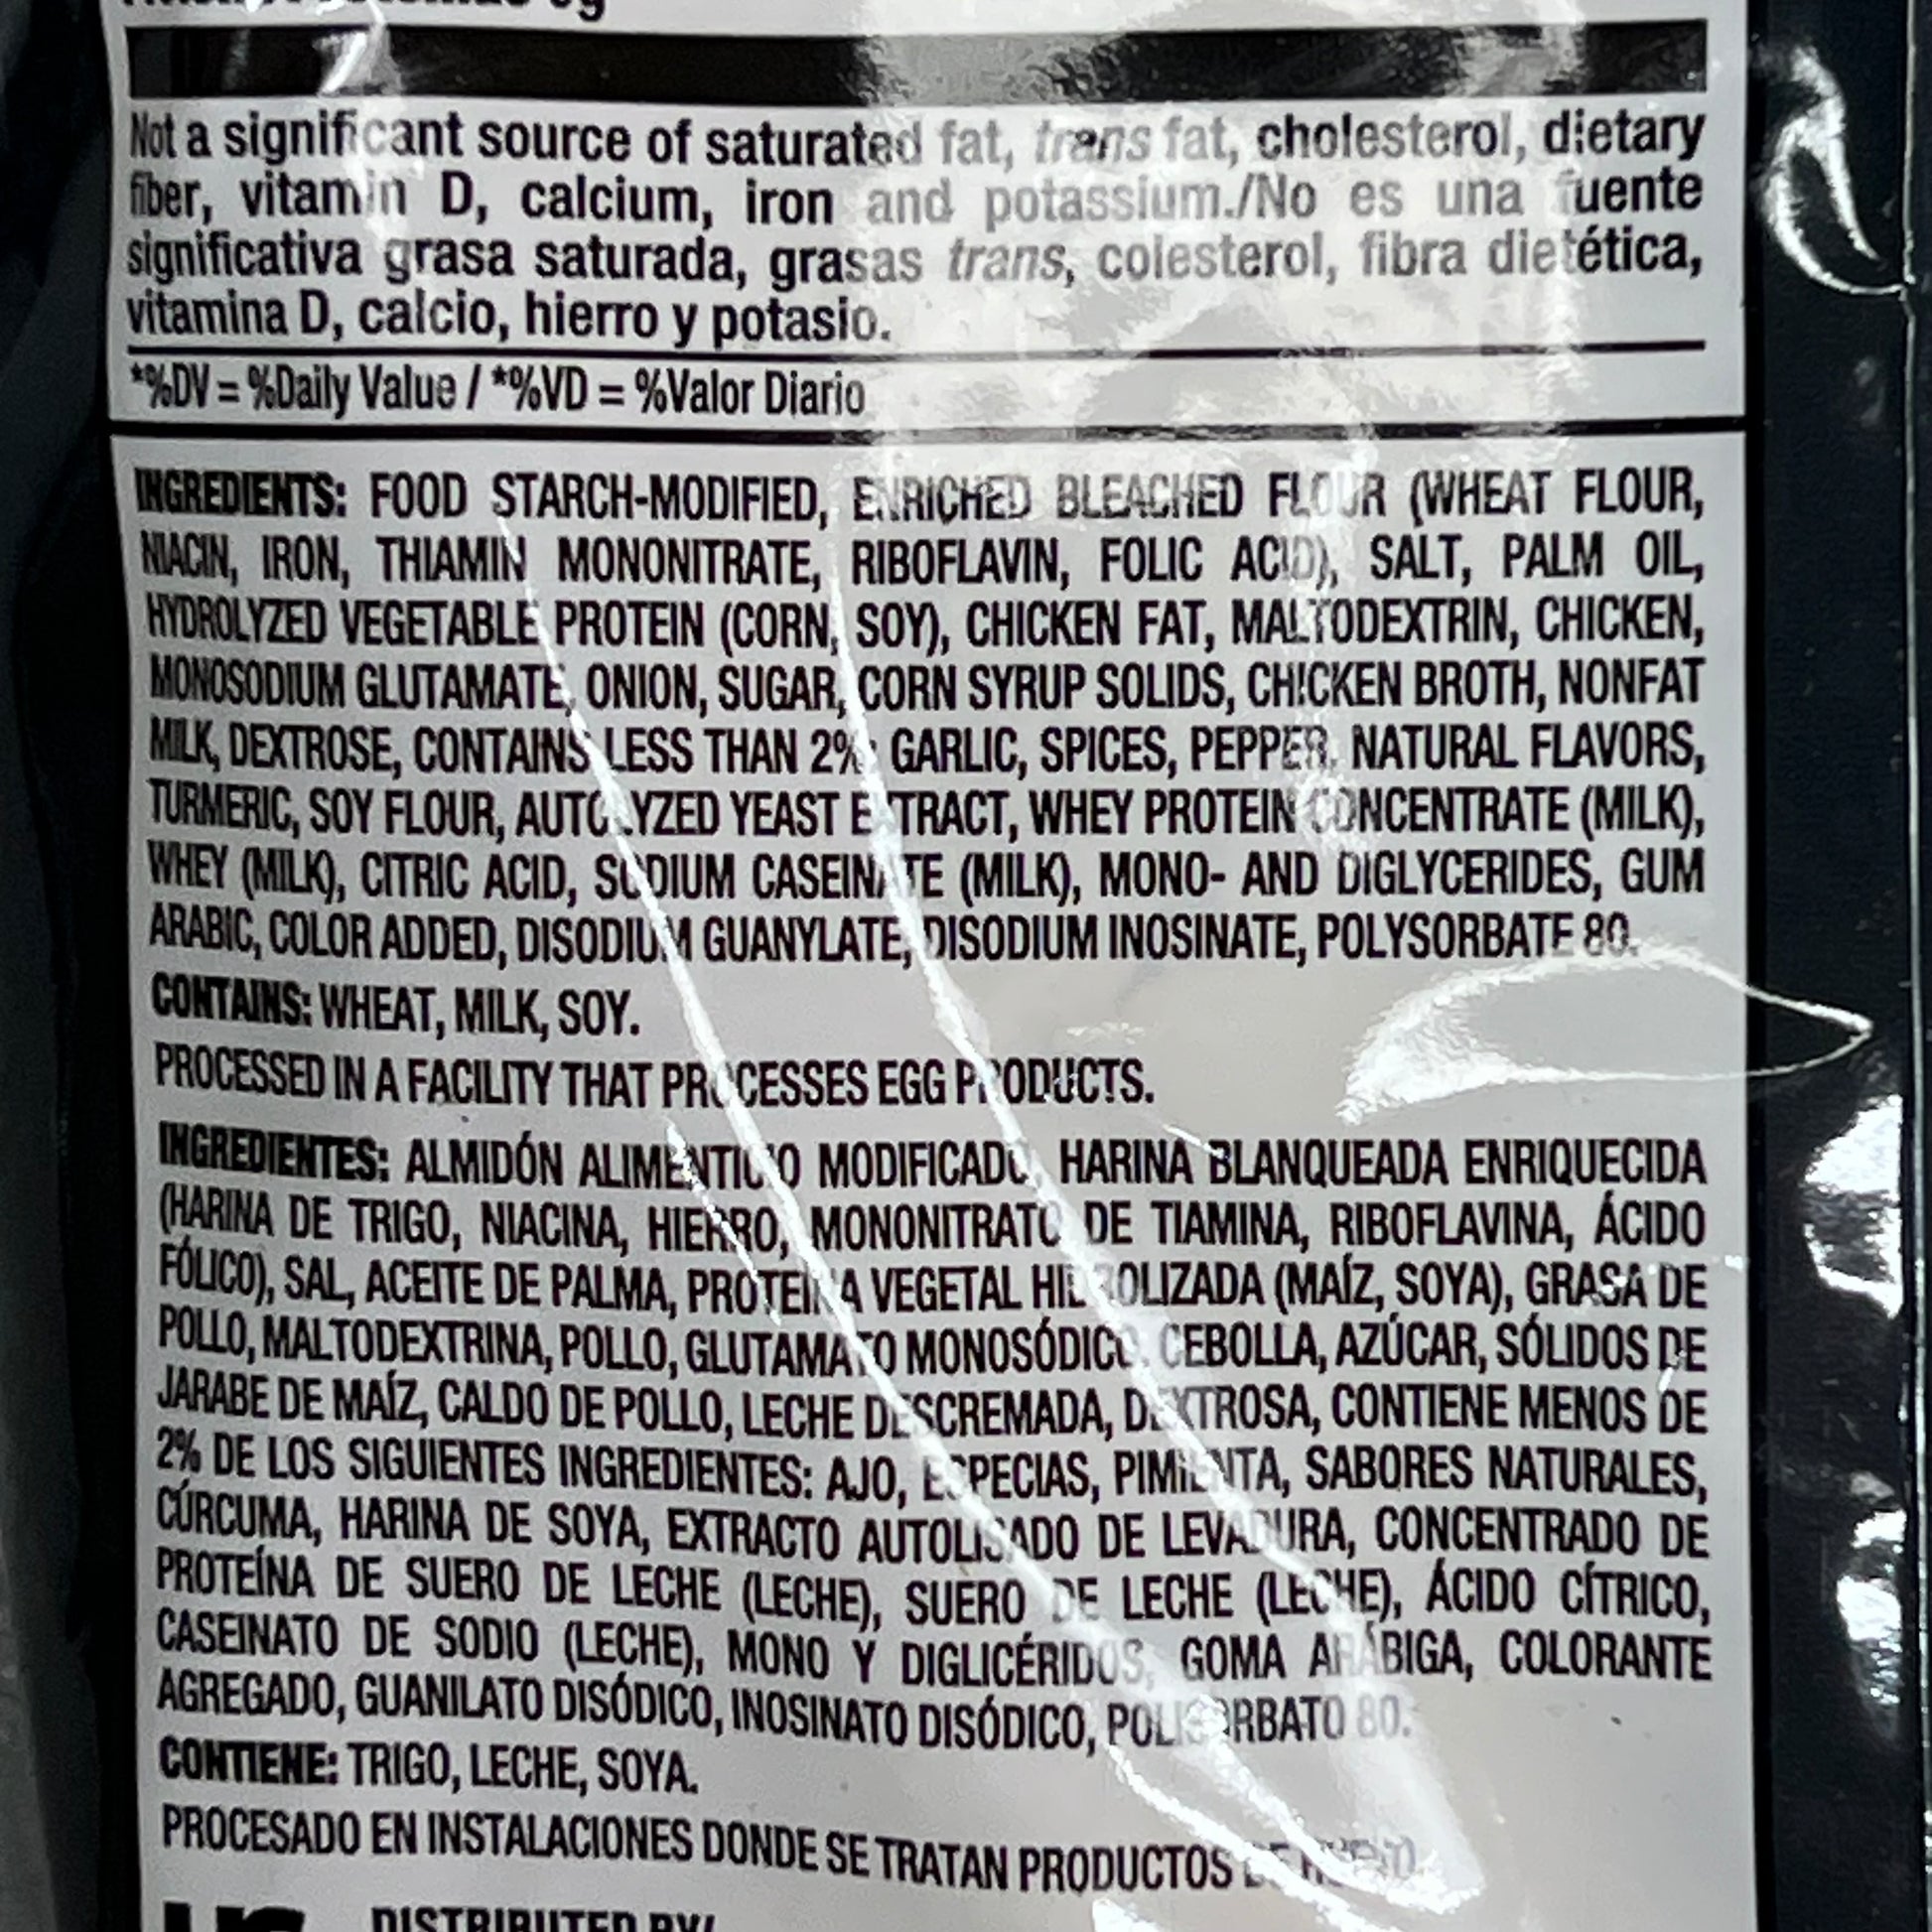 Not a significant source of saturated fat, trans fat, cholesterol, dietary
fiber, vitamin D, calcium, iron and potassium./No es una fuente
significativa grasa saturada, grasas trans, colesterol, fibra dietética,
vitamina D, calcio, hierro y potasio.
*%DV = %Daily Value / *%VD = %Valor Diario
INGREDIENTS: FOOD STARCH-MODIFIED, ENRICHED BLEACHED FLOUR (WHEAT FLOUR,
NIACIN, IRON, THIAMIN MONONITRATE, RIBOFLAVIN, FOLIC ACID), SALT, PALM OIL,
HYDROLYZED VEGETABLE PROTEIN (CORN, SOY), CHICKEN FAT, MALTODEXTRIN, CHICKEN,
MONOSODIUM GLUTAMATE, ONION, SUGAR, CORN SYRUP SOLIDS, CHICKEN BROTH, NONFAT
MILK, DEXTROSE, CONTAINS LESS THAN 2%: GARLIC, SPICES, PEPPER, NATURAL FLAVORS,
TURMERIC, SOY FLOUR, AUTOLYZED YEAST EXTRACT, WHEY PROTEIN CONCENTRATE (MILK),
WHEY (MILK), CITRIC ACID, SODIUM CASEINATE (MILK), MONO- AND DIGLYCERIDES, GUM
ARABIC, COLOR ADDED, DISODIUM GUANYLATE, DISODIUM INOSINATE, POLYSORBATE 80.
CONTAINS: WHEAT, MILK, SOY.
PROCESSED IN A FACILITY THAT PROCESSES EGG PRODUCTS.
INGREDIENTES: ALMIDÓN ALIMENTICIO MODIFICADO, HARINA BLANQUEADA ENRIQUECIDA
(HARINA DE TRIGO, NIACINA, HIERRO, MONONITRATO DE TIAMINA, RIBOFLAVINA, ÁCIDO
FÓLICO), SAL, ACEITE DE PALMA, PROTEINA VEGETAL HIDROLIZADA (MAÍZ, SOYA), GRASA DE
POLLO, MALTODEXTRINA, POLLO, GLUTAMATO MONOSÓDICO, CEBOLLA, AZÚCAR, SÓLIDOS DE
JARABE DE MAÍZ, CALDO DE POLLO, LECHE DESCREMADA, DEXTROSA, CONTIENE MENOS DE
2% DE LOS SIGUIENTES INGREDIENTES: AJO, ESPECIAS, PIMIENTA, SABORES NATURALES,
CÚRCUMA, HARINA DE SOYA, EXTRACTO AUTOLISADO DE LEVADURA, CONCENTRADO DE
PROTEÍNA DE SUERO DE LECHE (LECHE), SUERO DE LECHE (LECHE), ÁCIDO CÍTRICO,
CASEINATO DE SODIO (LECHE), MONO Y DIGLICÉRIDOS, GOMA ARÁBIGA, COLORANTE
AGREGADO, GUANILATO DISÓDICO, INOSINATO DISÓDICO, POLISORBATO 80.
CONTIENE: TRIGO, LECHE, SOYA.
PROCESADO EN INSTALACIONES DONDE SE TRATAN PRODUCTOS DE
DISTRIBUTED BY/